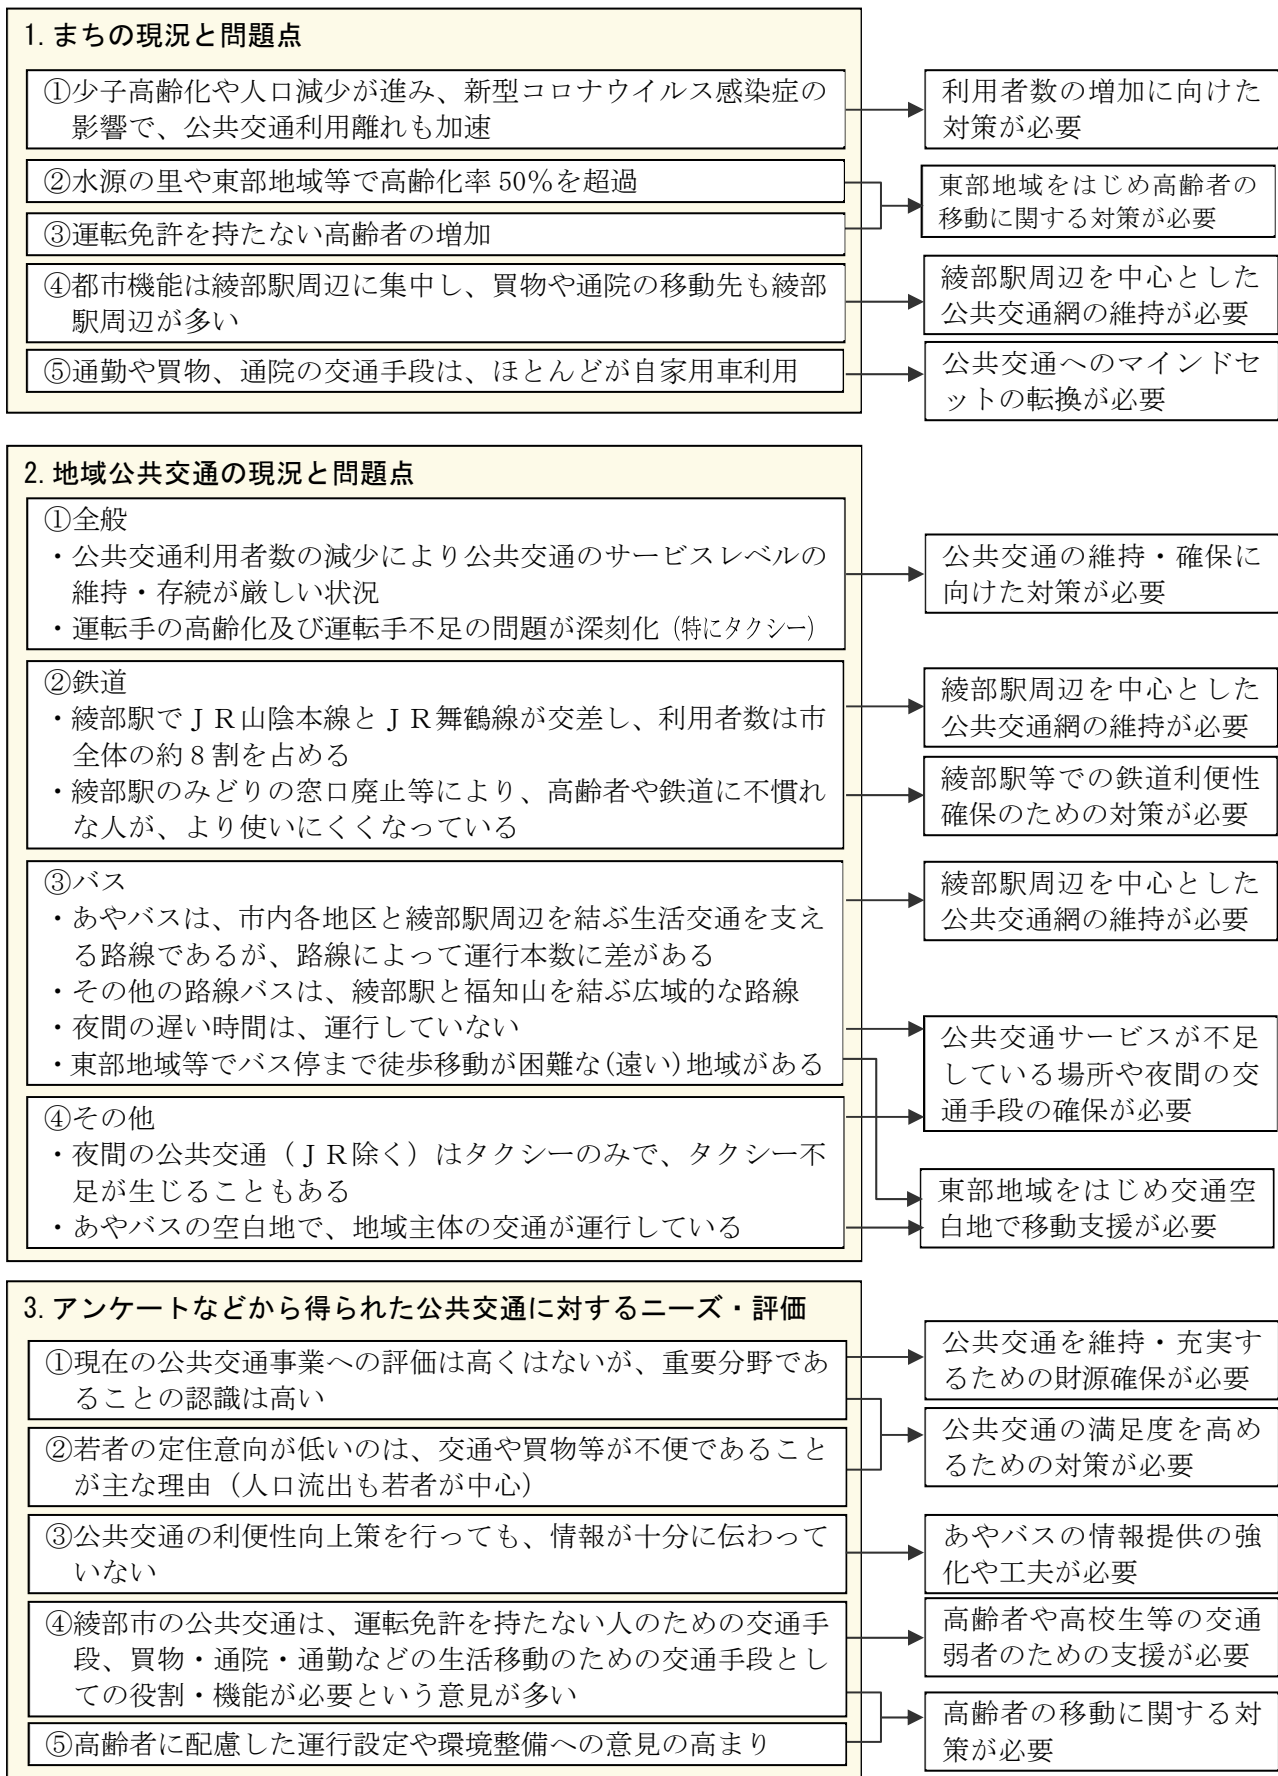 1. まちの現況と問題点
①少子高齢化や人口減少が進み、新型コロナウイルス感染症の
影響で、公共交通利用離れも加速
利用者数の増加に向けた
対策が必要
②水源の里や東部地域等で高齢化率 50％を超過
③運転免許を持たない高齢者の増加
東部地域をはじめ高齢者の
移動に関する対策が必要
④都市機能は綾部駅周辺に集中し、買物や通院の移動先も綾部
駅周辺が多い
綾部駅周辺を中心とした
公共交通網の維持が必要
⑤通勤や買物、通院の交通手段は、ほとんどが自家用車利用
公共交通へのマインドセ
ットの転換が必要
2. 地域公共交通の現況と問題点
①全般
・公共交通利用者数の減少により公共交通のサービスレベルの
維持・存続が厳しい状況
・運転手の高齢化及び運転手不足の問題が深刻化（特にタクシー）
公共交通の維持・確保に
向けた対策が必要
②鉄道
・綾部駅でＪＲ山陰本線とＪＲ舞鶴線が交差し、利用者数は市
全体の約８割を占める
・綾部駅のみどりの窓口廃止等により、高齢者や鉄道に不慣れ
な人が、より使いにくくなっている
綾部駅周辺を中心とした
公共交通網の維持が必要
綾部駅等での鉄道利便性
確保のための対策が必要
③バス
・あやバスは、市内各地区と綾部駅周辺を結ぶ生活交通を支え
る路線であるが、路線によって運行本数に差がある
・その他の路線バスは、綾部駅と福知山を結ぶ広域的な路線
・夜間の遅い時間は、運行していない
・東部地域等でバス停まで徒歩移動が困難な(遠い)地域がある
綾部駅周辺を中心とした
公共交通網の維持が必要
公共交通サービスが不足
している場所や夜間の交
通手段の確保が必要
④その他
・夜間の公共交通（ＪＲ除く）はタクシーのみで、タクシー不
足が生じることもある
・あやバスの空白地で、地域主体の交通が運行している
東部地域をはじめ交通空
白地で移動支援が必要
3. アンケートなどから得られた公共交通に対するニーズ・評価
①現在の公共交通事業への評価は高くはないが、重要分野であ
ることの認識は高い
公共交通を維持・充実す
るための財源確保が必要
②若者の定住意向が低いのは、交通や買物等が不便であること
が主な理由（人口流出も若者が中心）
公共交通の満足度を高め
るための対策が必要
③公共交通の利便性向上策を行っても、情報が十分に伝わって
いない
あやバスの情報提供の強
化や工夫が必要
④綾部市の公共交通は、運転免許を持たない人のための交通手
段、買物・通院・通勤などの生活移動のための交通手段とし
ての役割・機能が必要という意見が多い
高齢者や高校生等の交通
弱者のための支援が必要
⑤高齢者に配慮した運行設定や環境整備への意見の高まり
高齢者の移動に関する対
策が必要